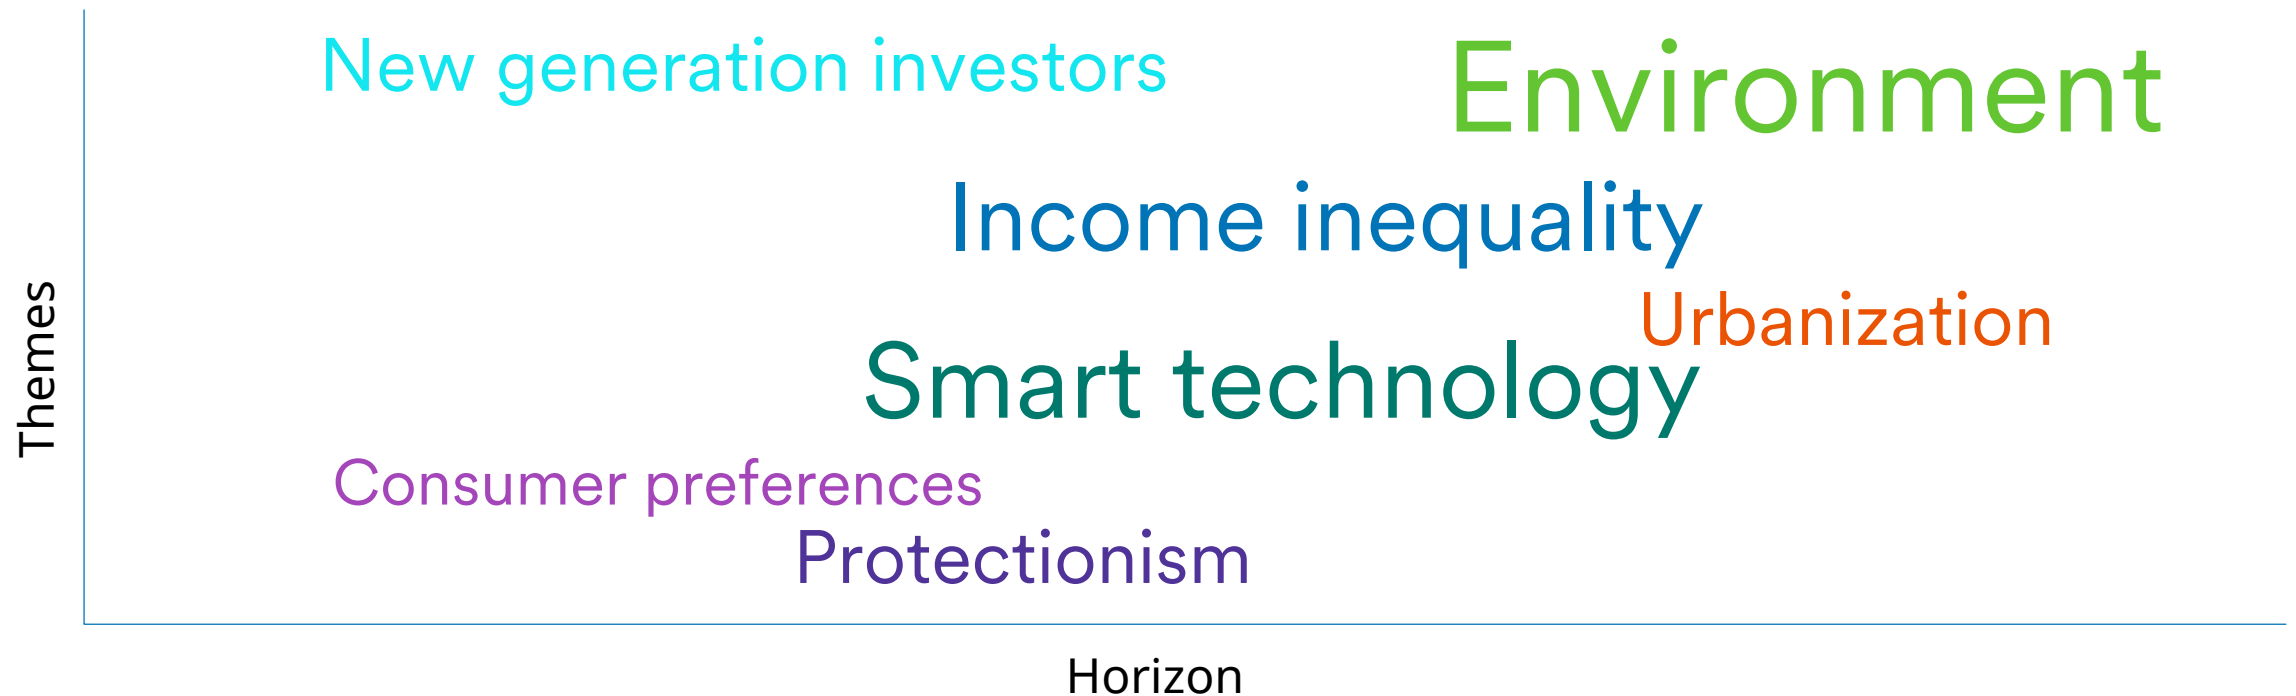 New generation investors
Environment
Income inequality
Urbanization
Smart technology
Consumer preferences
Protectionism
Themes
Horizon